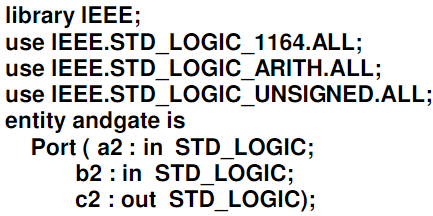 library IEEE;
use IEEE.STD_LOGIC_1164.ALL;
use IEEE.STD_LOGIC_ARITH.ALL;
use IEEE.STD_LOGIC_UNSIGNED.ALL;
entity andgate is
Port ( a2 : in STD_LOGIC;
b2 : in STD_LOGIC;
c2 : out STD_LOGIC);